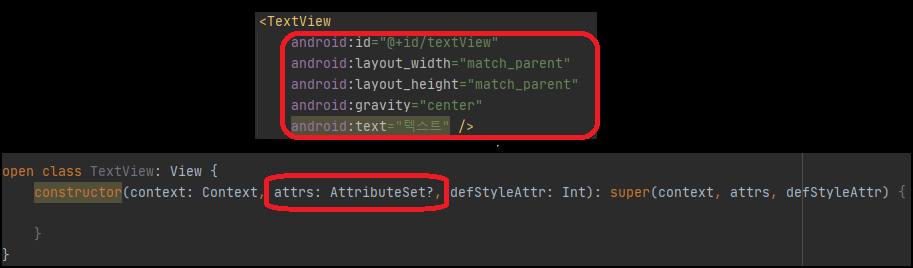 <TextView
android:id="@+id/textView"
android:layout_width="match_parent"
android:layout_height="match_parent"
android:gravity="center"
android:text="텍스트" />
open class TextView: View {
constructor(context: Context, attrs: AttributeSet?, defStyleAttr: Int): super(context, attrs, defStyleAttr) {
}
}